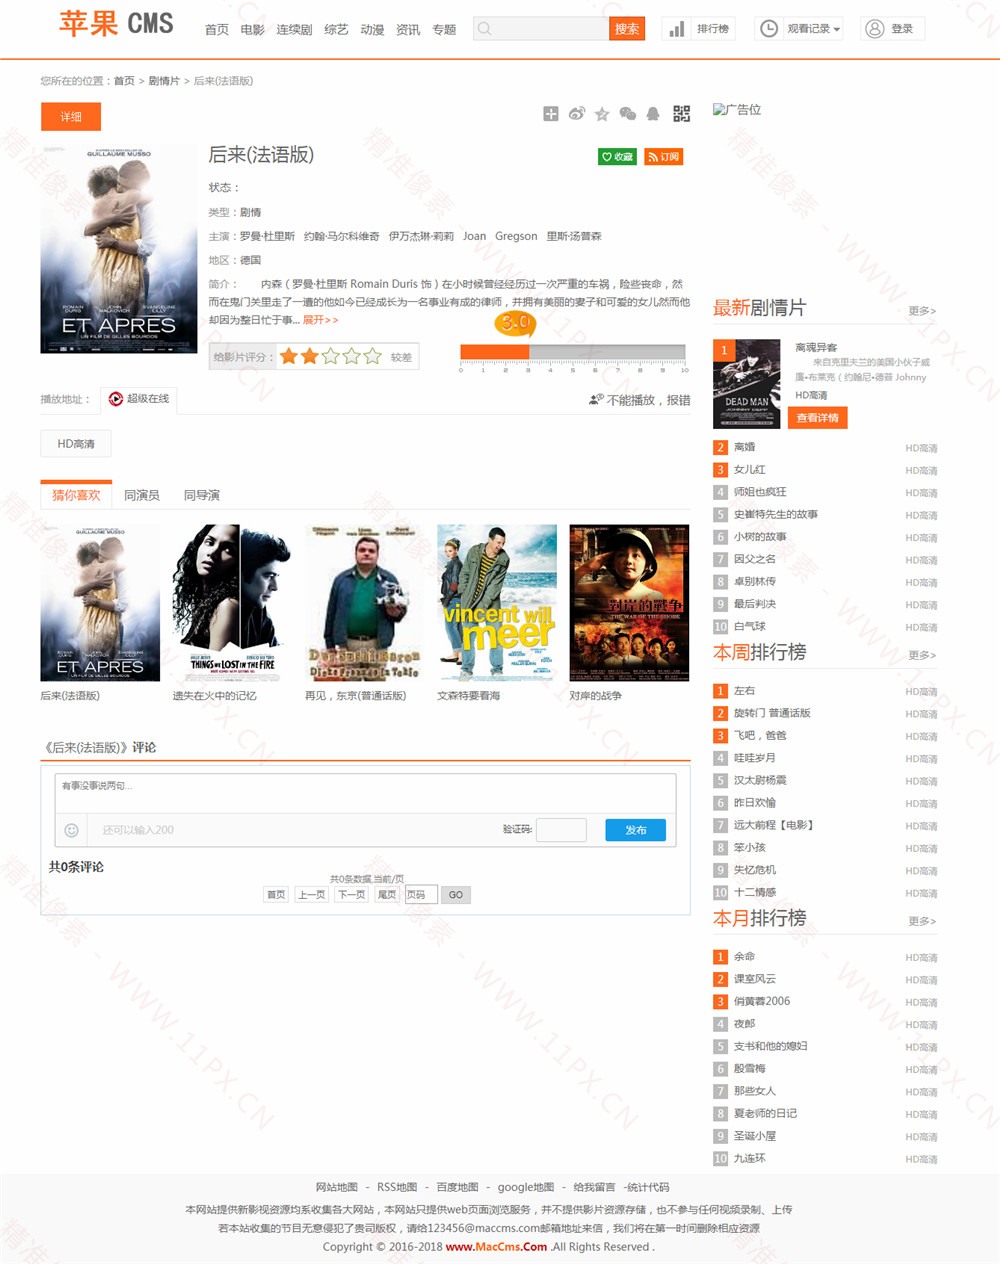 苹果 CMS
首页 电影 连续剧 综艺 动漫 资讯 专题 搜索 排行榜 观看记录 登录
您所在的位置：首页 > 剧情片 > 后来(法语版)
详细
广告位
GUILLAUME MUSSO
ROMAIN DURIS JOHN MALKOVICH EVANGELINE LILLY
ET APRES
UN FILM DE GILLES BOURDOS
后来(法语版) 收藏 订阅
状态：
类型：剧情
主演：罗曼·杜里斯 约翰·马尔科维奇 伊万杰琳·莉莉 Joan Gregson 里斯·汤普森
地区：德国
简介： 内森（罗曼·杜里斯 Romain Duris 饰）在小时候曾经经历过一次严重的车祸，险些丧命，然
而在鬼门关里走了一遭的他如今已经成长为一名事业有成的律师，并拥有美丽的妻子和可爱的女儿然而他
却因为整日忙于事... 展开>>
3.0
给影片评分： 较差
0 1 2 3 4 5 6 7 8 9 10
播放地址： 超级在线 不能播放，报错
HD高清
猜你喜欢 同演员 同导演
GUILLAUME MUSSO
ET APRES
THINGS WE LOST IN THE FIRE
vincent will meer
對岸的戰爭
THE WAR OF THE SHORE
后来(法语版) 遗失在火中的记忆 再见，东京(普通话版) 文森特要看海 对岸的战争
《后来(法语版)》评论
有事没事说两句...
还可以输入200 验证码: 发布
共0条评论
共0条数据,当前/页
首页 上一页 下一页 尾页 页码 GO
最新剧情片 更多>
1 离魂异客
来自克里夫兰的美国小伙子威
廉·布莱克（约翰尼·德普 Johnny
HD高清
查看详情
DEAD MAN
JOHNNY DEPP
2 离婚 HD高清
3 女儿红 HD高清
4 师姐也疯狂 HD高清
5 史崔特先生的故事 HD高清
6 小树的故事 HD高清
7 因父之名 HD高清
8 卓别林传 HD高清
9 最后判决 HD高清
10 白气球 HD高清
本周排行榜 更多>
1 左右 HD高清
2 旋转门 普通话版 HD高清
3 飞吧，爸爸 HD高清
4 哇哇岁月 HD高清
5 汉太尉杨震 HD高清
6 昨日欢愉 HD高清
7 远大前程【电影】 HD高清
8 笨小孩 HD高清
9 失忆危机 HD高清
10 十二情感 HD高清
本月排行榜 更多>
1 余命 HD高清
2 课室风云 HD高清
3 俏黄蓉2006 HD高清
4 夜郎 HD高清
5 支书和他的媳妇 HD高清
6 殷雪梅 HD高清
7 那些女人 HD高清
8 夏老师的日记 HD高清
9 圣诞小屋 HD高清
10 九连环 HD高清
网站地图 - RSS地图 - 百度地图 - google地图 - 给我留言 -统计代码
本网站提供新影视资源均系收集各大网站，本网站只提供web页面浏览服务，并不提供影片资源存储，也不参与任何视频录制、上传
若本站收集的节目无意侵犯了贵司版权，请给123456@maccms.com邮箱地址来信，我们将在第一时间删除相应资源
Copyright © 2016-2018 www.MacCms.Com .All Rights Reserved .
精准像素 - WWW.11PX.CN